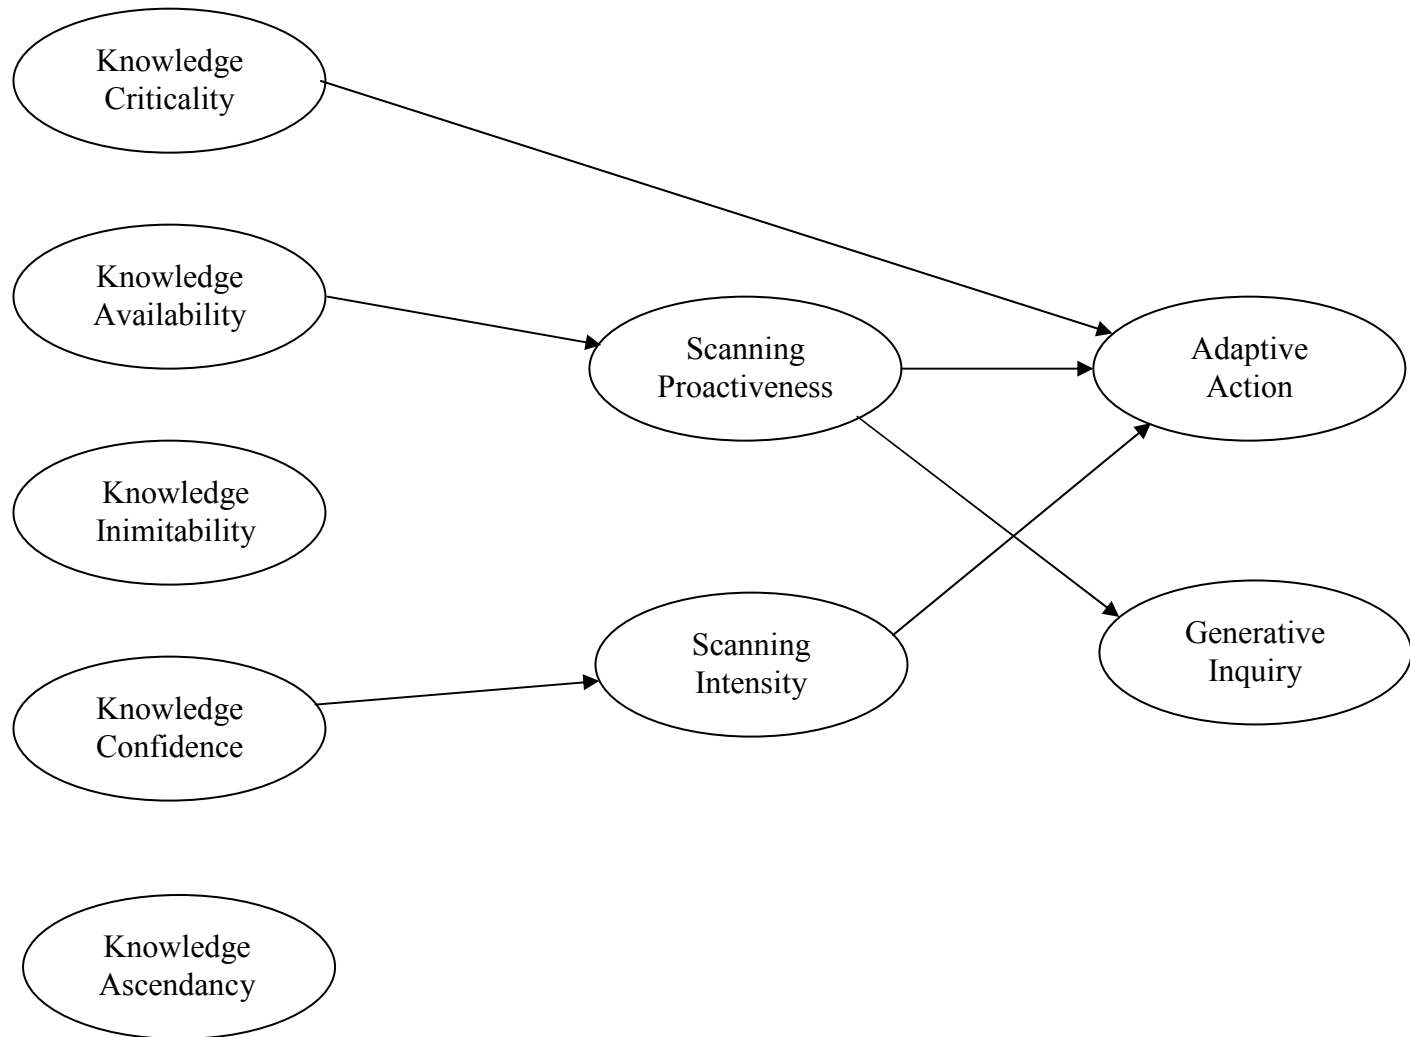 Knowledge
Criticality
Knowledge
Availability
Scanning
Proactiveness
Adaptive
Action
Knowledge
Inimitability
Knowledge
Confidence
Scanning
Intensity
Generative
Inquiry
Knowledge
Ascendancy